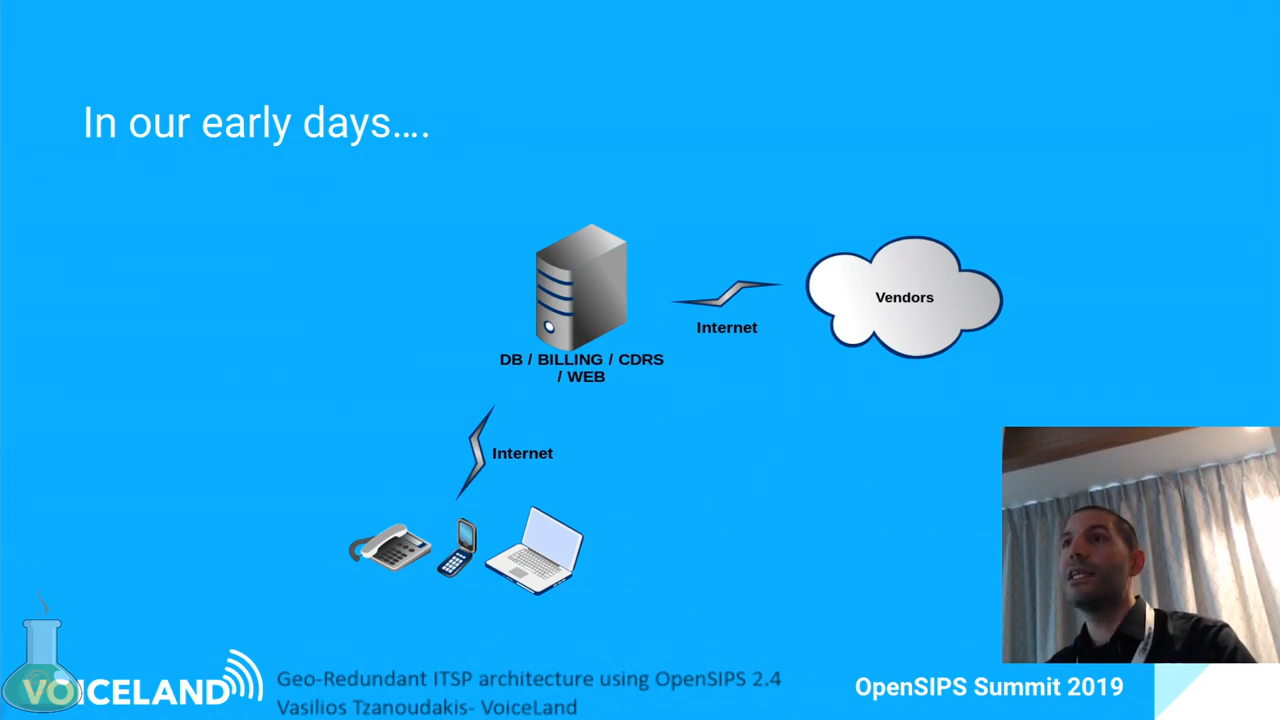 In our early days....
Vendors
Internet
DB / BILLING / CDRS
/ WEB
Internet
VOICELAND
Geo-Redundant ITSP architecture using OpenSIPS 2.4
Vasilios Tzanoudakis- VoiceLand
OpenSIPS Summit 2019